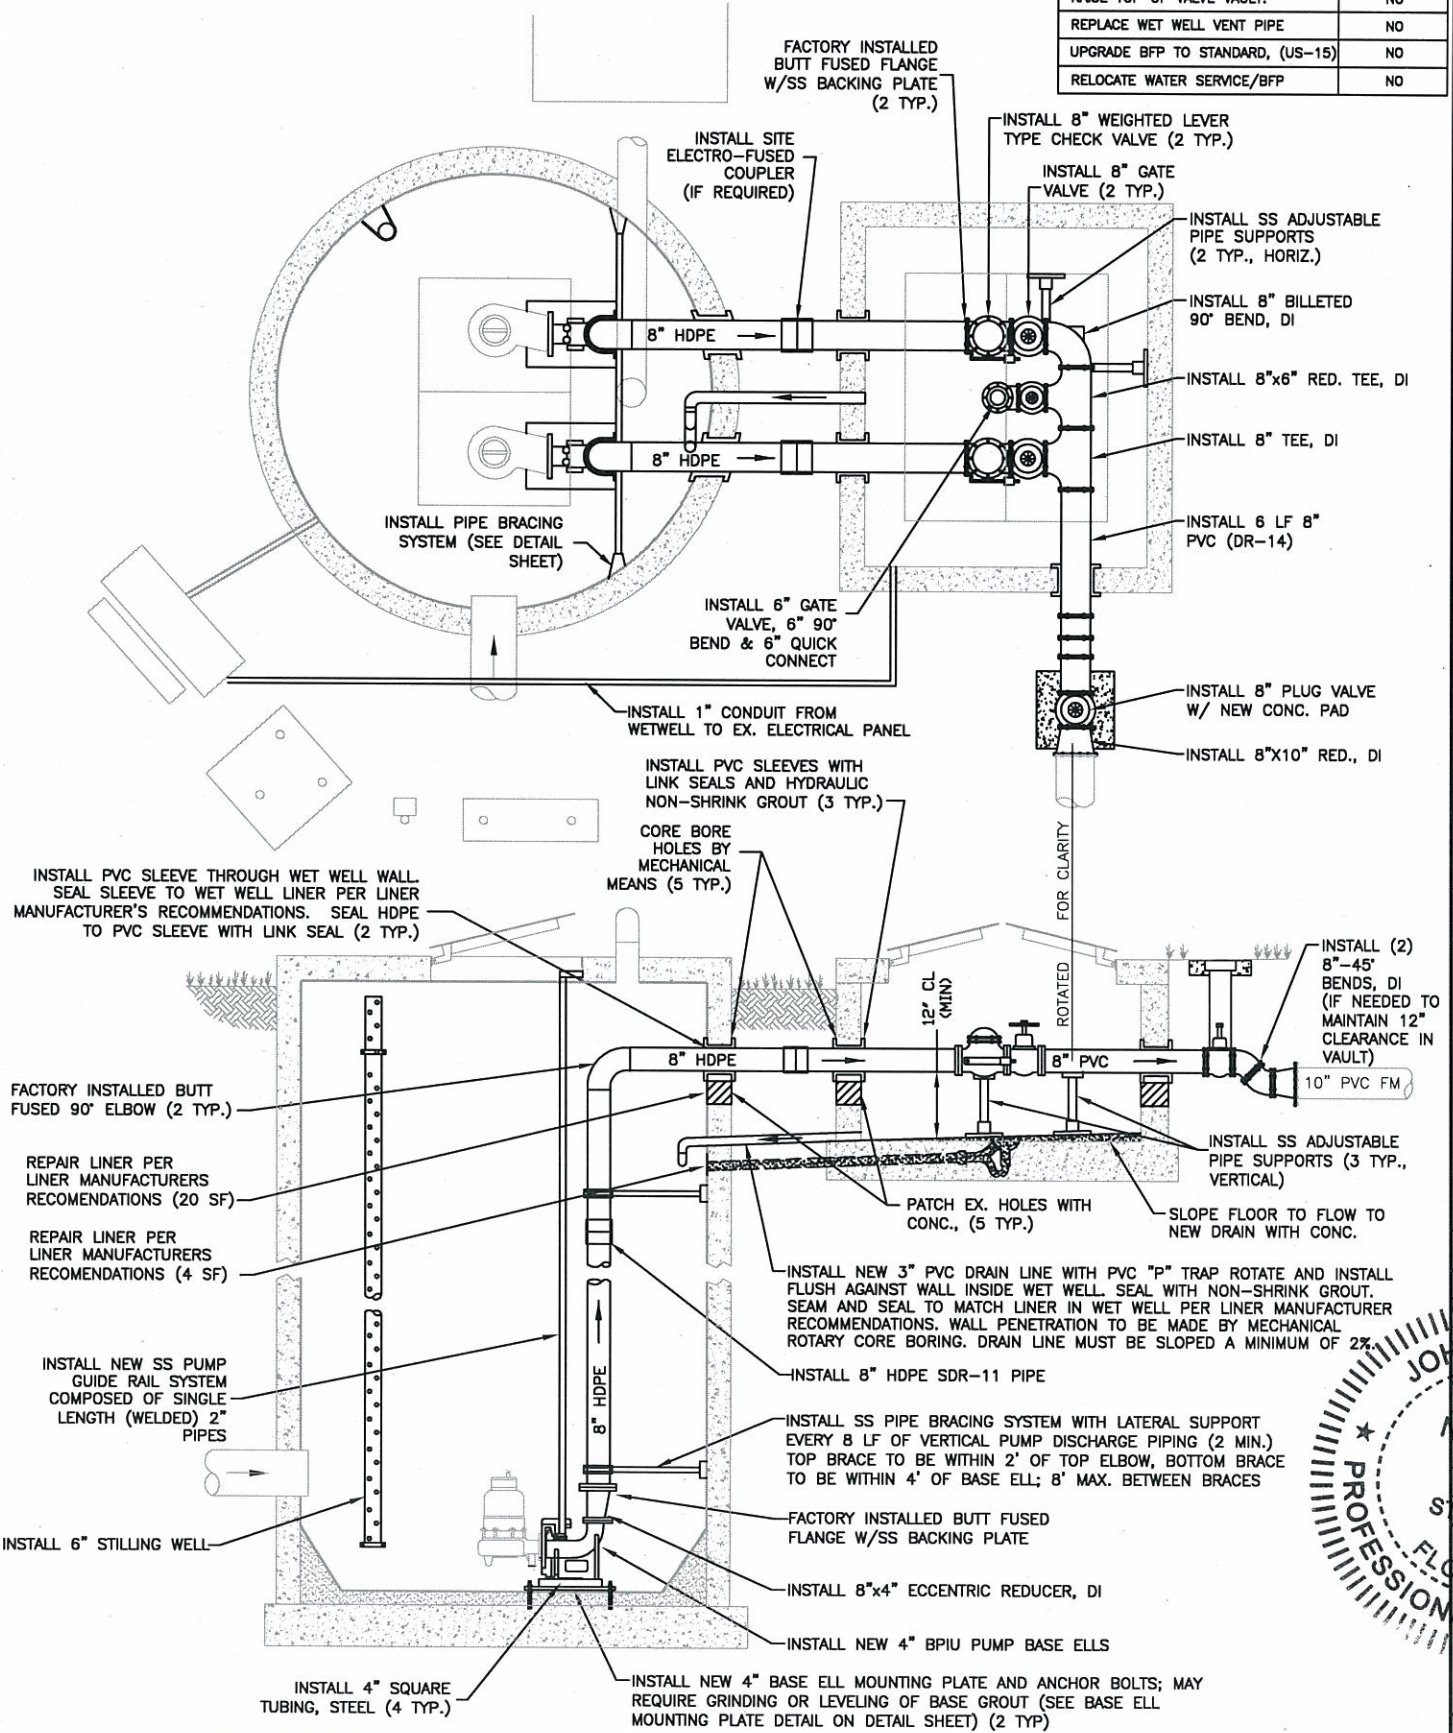 REPLACE WET WELL VENT PIPE NO
UPGRADE BFP TO STANDARD, (US-15) NO
RELOCATE WATER SERVICE/BFP NO
FACTORY INSTALLED
BUTT FUSED FLANGE
W/SS BACKING PLATE
(2 TYP.)
INSTALL 8" WEIGHTED LEVER
TYPE CHECK VALVE (2 TYP.)
INSTALL SITE
ELECTRO-FUSED
COUPLER
(IF REQUIRED)
INSTALL 8" GATE
VALVE (2 TYP.)
INSTALL SS ADJUSTABLE
PIPE SUPPORTS
(2 TYP., HORIZ.)
INSTALL 8" BILLETED
90° BEND, DI
8" HDPE
INSTALL 8"x6" RED. TEE, DI
INSTALL 8" TEE, DI
8" HDPE
INSTALL PIPE BRACING
SYSTEM (SEE DETAIL
SHEET)
INSTALL 6 LF 8"
PVC (DR-14)
INSTALL 6" GATE
VALVE, 6" 90°
BEND & 6" QUICK
CONNECT
INSTALL 8" PLUG VALVE
W/ NEW CONC. PAD
INSTALL 1" CONDUIT FROM
WETWELL TO EX. ELECTRICAL PANEL
INSTALL 8"X10" RED., DI
INSTALL PVC SLEEVES WITH
LINK SEALS AND HYDRAULIC
NON-SHRINK GROUT (3 TYP.)
CORE BORE
HOLES BY
MECHANICAL
MEANS (5 TYP.)
ROTATED FOR CLARITY
INSTALL PVC SLEEVE THROUGH WET WELL WALL.
SEAL SLEEVE TO WET WELL LINER PER LINER
MANUFACTURER'S RECOMMENDATIONS. SEAL HDPE
TO PVC SLEEVE WITH LINK SEAL (2 TYP.)
INSTALL (2)
8"-45°
BENDS, DI
(IF NEEDED TO
MAINTAIN 12"
CLEARANCE IN
VAULT)
12" CL
(MIN)
8" HDPE
8" PVC
10" PVC FM
FACTORY INSTALLED BUTT
FUSED 90° ELBOW (2 TYP.)
INSTALL SS ADJUSTABLE
PIPE SUPPORTS (3 TYP.,
VERTICAL)
REPAIR LINER PER
LINER MANUFACTURERS
RECOMENDATIONS (20 SF)
PATCH EX. HOLES WITH
CONC., (5 TYP.)
SLOPE FLOOR TO FLOW TO
NEW DRAIN WITH CONC.
REPAIR LINER PER
LINER MANUFACTURERS
RECOMENDATIONS (4 SF)
INSTALL NEW 3" PVC DRAIN LINE WITH PVC "P" TRAP ROTATE AND INSTALL
FLUSH AGAINST WALL INSIDE WET WELL. SEAL WITH NON-SHRINK GROUT.
SEAM AND SEAL TO MATCH LINER IN WET WELL PER LINER MANUFACTURER
RECOMMENDATIONS. WALL PENETRATION TO BE MADE BY MECHANICAL
ROTARY CORE BORING. DRAIN LINE MUST BE SLOPED A MINIMUM OF 2%.
INSTALL NEW SS PUMP
GUIDE RAIL SYSTEM
COMPOSED OF SINGLE
LENGTH (WELDED) 2"
PIPES
INSTALL 8" HDPE SDR-11 PIPE
8" HDPE
INSTALL SS PIPE BRACING SYSTEM WITH LATERAL SUPPORT
EVERY 8 LF OF VERTICAL PUMP DISCHARGE PIPING (2 MIN.)
TOP BRACE TO BE WITHIN 2' OF TOP ELBOW, BOTTOM BRACE
TO BE WITHIN 4' OF BASE ELL; 8' MAX. BETWEEN BRACES
FACTORY INSTALLED BUTT FUSED
FLANGE W/SS BACKING PLATE
INSTALL 6" STILLING WELL
INSTALL 8"x4" ECCENTRIC REDUCER, DI
INSTALL NEW 4" BPIU PUMP BASE ELLS
INSTALL 4" SQUARE
TUBING, STEEL (4 TYP.)
INSTALL NEW 4" BASE ELL MOUNTING PLATE AND ANCHOR BOLTS; MAY
REQUIRE GRINDING OR LEVELING OF BASE GROUT (SEE BASE ELL
MOUNTING PLATE DETAIL ON DETAIL SHEET) (2 TYP)